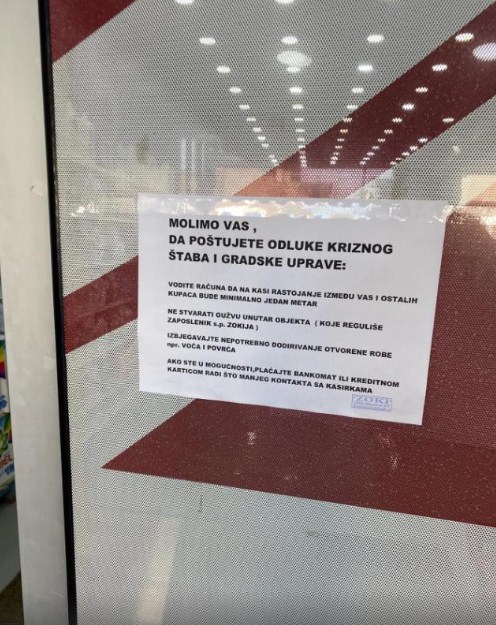 MOLIMO VAS ,
DA POŠTUJETE ODLUKE KRIZNOG
ŠTABA I GRADSKE UPRAVE:
VODITE RAČUNA DA NA KASI RASTOJANJE IZMEĐU VAS I OSTALIH
KUPACA BUDE MINIMALNO JEDAN METAR
NE STVARATI GUŽVU UNUTAR OBJEKTA ( KOJE REGULIŠE
ZAPOSLENIK s.p. ZOKIJA )
IZBJEGAVAJTE NEPOTREBNO DODIRIVANJE OTVORENE ROBE
npr. VOĆA I POVRĆA
AKO STE U MOGUĆNOSTI,PLAĆAJTE BANKOMAT ILI KREDITNOM
KARTICOM RADI ŠTO MANJEG KONTAKTA SA KASIRKAMA
ZOKI